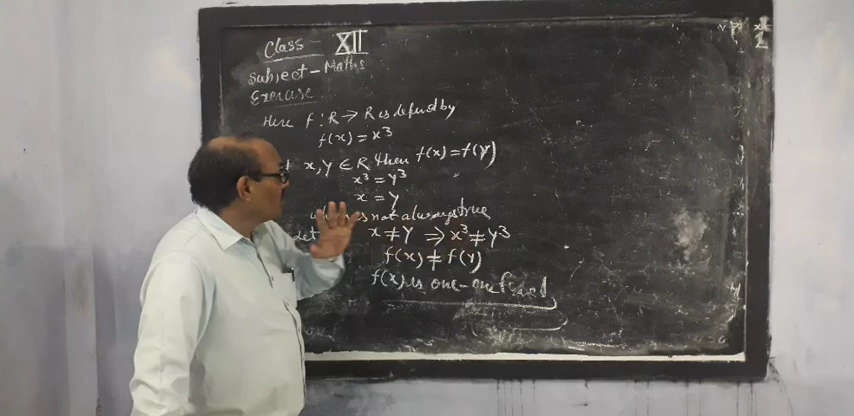 Class - XII
Subject - Maths
Exercise
Here f : R → R is defined by
f(x) = x³
x, y ∈ R then f(x) = f(y)
x³ = y³
x = y
is not always true
Let x ≠ y ⇒ x³ ≠ y³
f(x) ≠ f(y)
f(x) is one-one